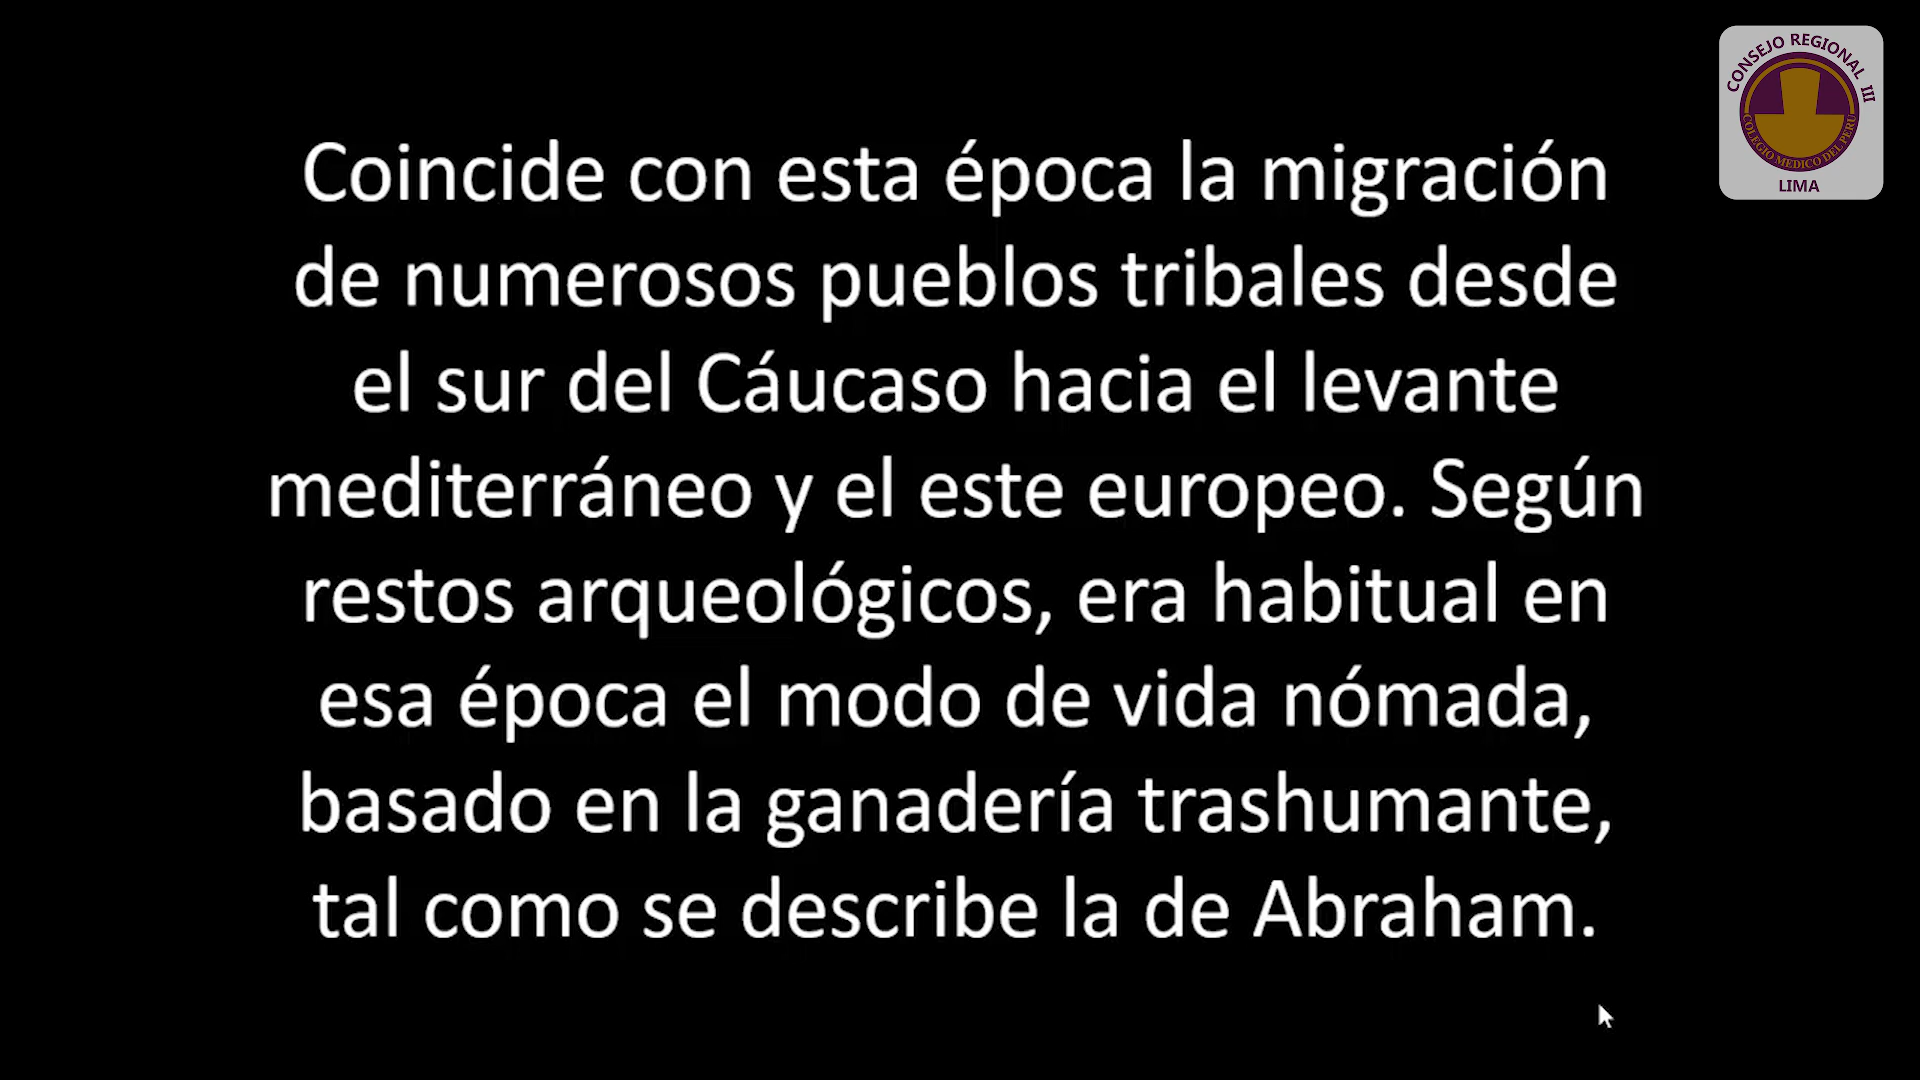 Coincide con esta época la migración
de numerosos pueblos tribales desde
el sur del Cáucaso hacia el levante
mediterráneo y el este europeo. Según
restos arqueológicos, era habitual en
esa época el modo de vida nómada,
basado en la ganadería trashumante,
tal como se describe la de Abraham.
CONSEJO REGIONAL III
COLEGIO MEDICO DEL PERU
LIMA